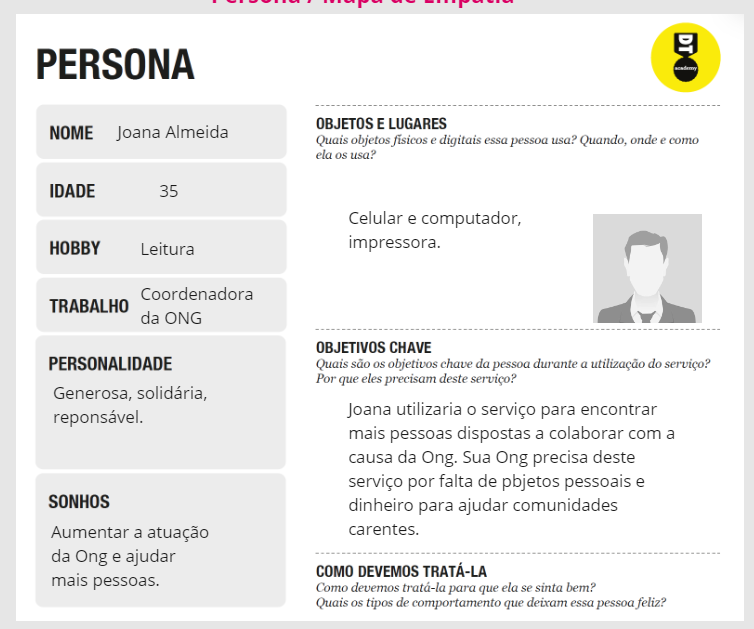 Persona / Mapa de Empatia
PERSONA
DT
academy
NOME Joana Almeida
IDADE 35
HOBBY Leitura
TRABALHO Coordenadora
da ONG
PERSONALIDADE
Generosa, solidária,
reponsável.
SONHOS
Aumentar a atuação
da Ong e ajudar
mais pessoas.
OBJETOS E LUGARES
Quais objetos físicos e digitais essa pessoa usa? Quando, onde e como
ela os usa?
Celular e computador,
impressora.
OBJETIVOS CHAVE
Quais são os objetivos chave da pessoa durante a utilização do serviço?
Por que eles precisam deste serviço?
Joana utilizaria o serviço para encontrar
mais pessoas dispostas a colaborar com a
causa da Ong. Sua Ong precisa deste
serviço por falta de pbjetos pessoais e
dinheiro para ajudar comunidades
carentes.
COMO DEVEMOS TRATÁ-LA
Como devemos tratá-la para que ela se sinta bem?
Quais os tipos de comportamento que deixam essa pessoa feliz?